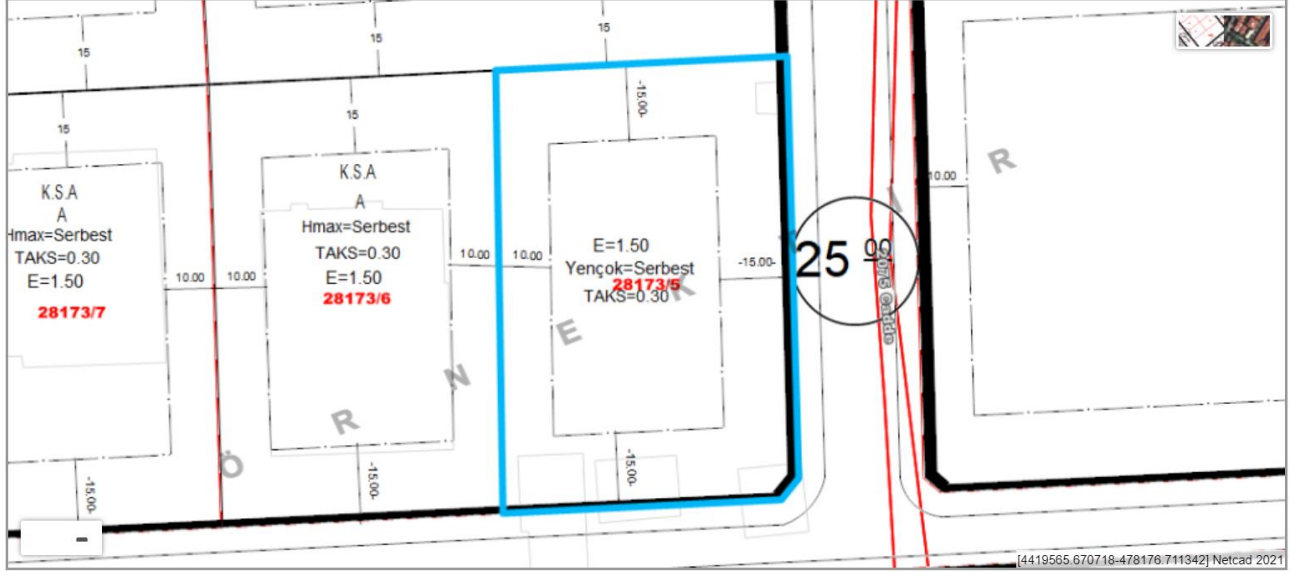 15
15
15
15
15
-15.00-
K.S.A
A
Hmax=Serbest
TAKS=0.30
E=1.50
28173/7
K.S.A
A
Hmax=Serbest
TAKS=0.30
E=1.50
28173/6
E=1.50
Yençok=Serbest
28173/5
TAKS=0.30
10.00
10.00
10.00
10.00
-15.00-
10.00
25 00
2075 Cadde
-15.00-
-15.00-
-15.00-
Ö R N E K T İ R
[4419565.670718-478176.711342] Netcad 2021